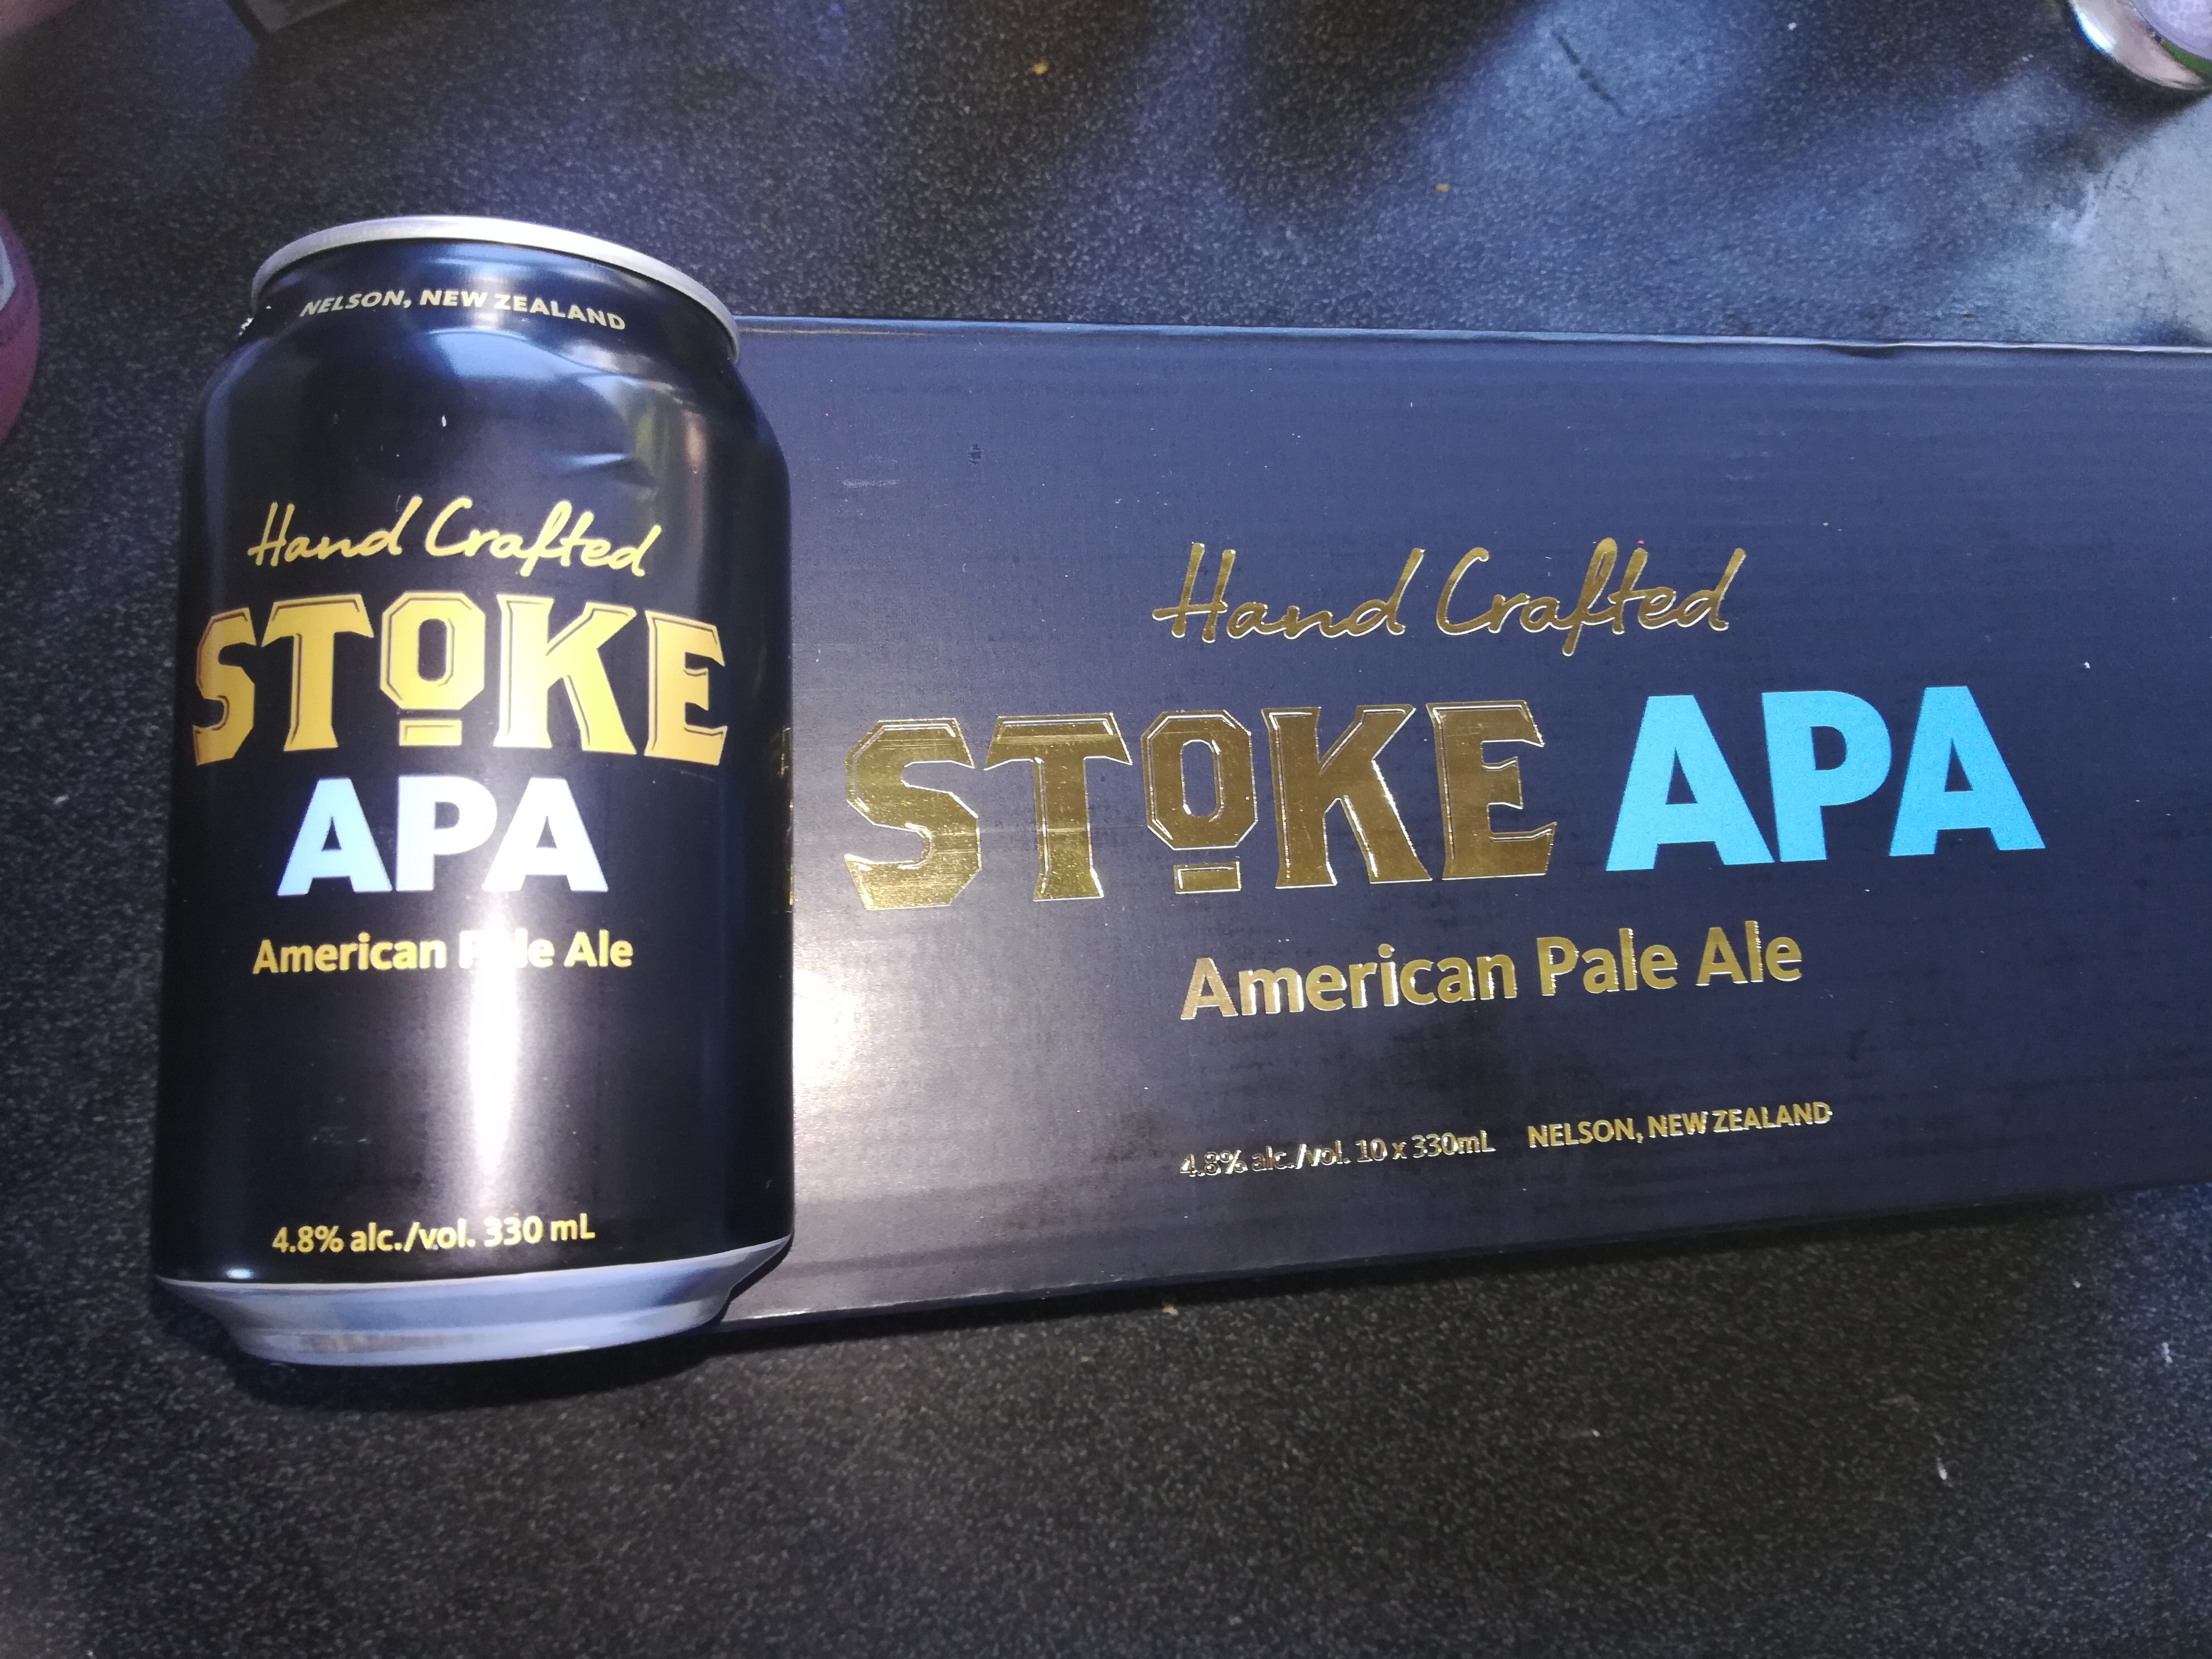 NELSON, NEW ZEALAND
Hand Crafted
STOKE
APA
American Pale Ale
4.8% alc./vol. 330 mL
Hand Crafted
STOKE APA
American Pale Ale
4.8% alc./vol. 10 x 330mL NELSON, NEW ZEALAND